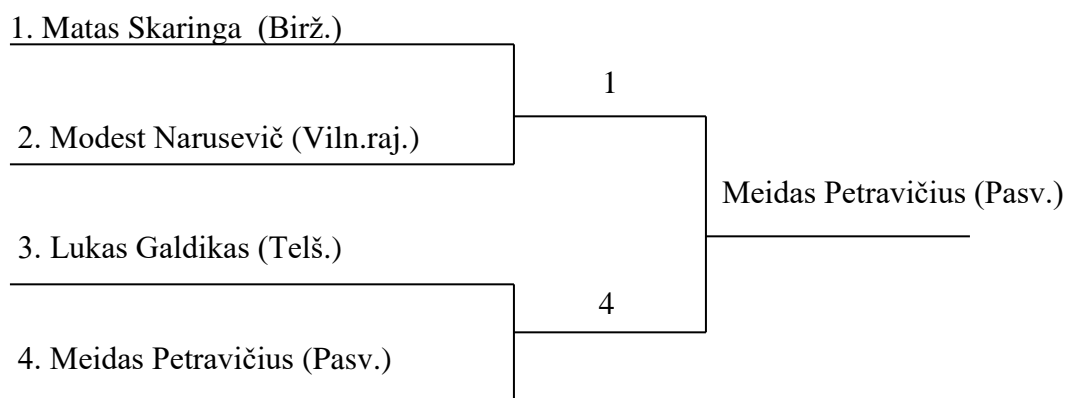 1. Matas Skaringa (Birž.)
1
2. Modest Narusevič (Viln.raj.)
Meidas Petravičius (Pasv.)
3. Lukas Galdikas (Telš.)
4
4. Meidas Petravičius (Pasv.)